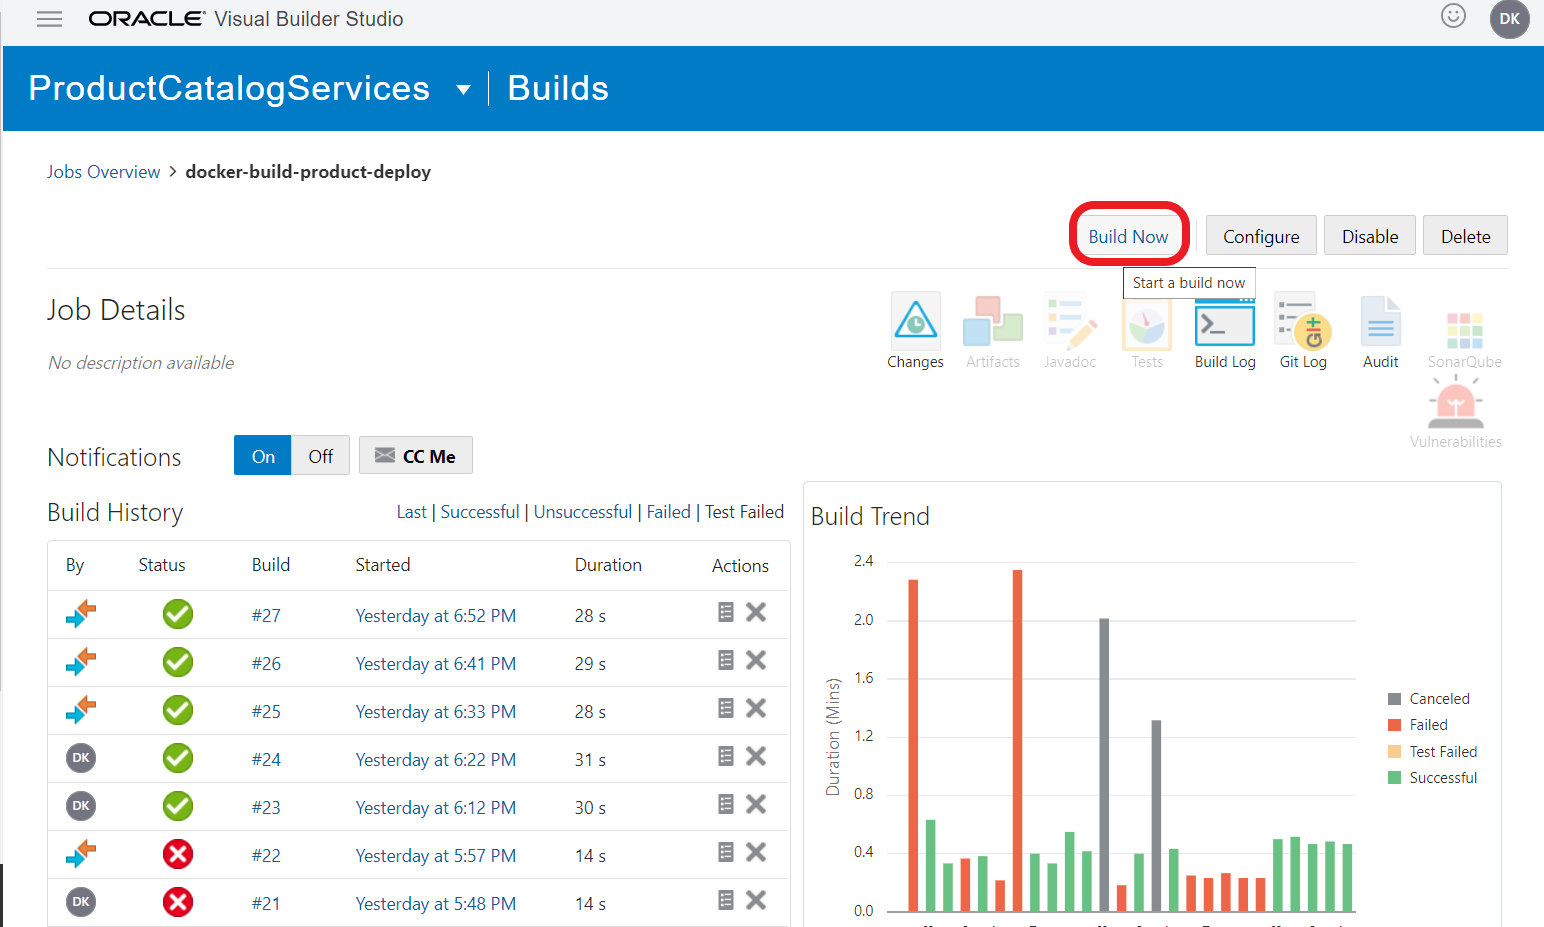 ORACLE® Visual Builder Studio
DK
ProductCatalogServices | Builds
Jobs Overview > docker-build-product-deploy
Build Now Configure Disable Delete
Start a build now
Job Details
No description available
Changes Artifacts Javadoc Tests Build Log Git Log Audit SonarQube
Vulnerabilities
Notifications On Off CC Me
Build History Last | Successful | Unsuccessful | Failed | Test Failed
By Status Build Started Duration Actions
#27 Yesterday at 6:52 PM 28 s
#26 Yesterday at 6:41 PM 29 s
#25 Yesterday at 6:33 PM 28 s
DK #24 Yesterday at 6:22 PM 31 s
DK #23 Yesterday at 6:12 PM 30 s
#22 Yesterday at 5:57 PM 14 s
DK #21 Yesterday at 5:48 PM 14 s
Build Trend
2.4
2.0
1.6
1.2
0.8
0.4
0.0
Duration (Mins)
Canceled
Failed
Test Failed
Successful